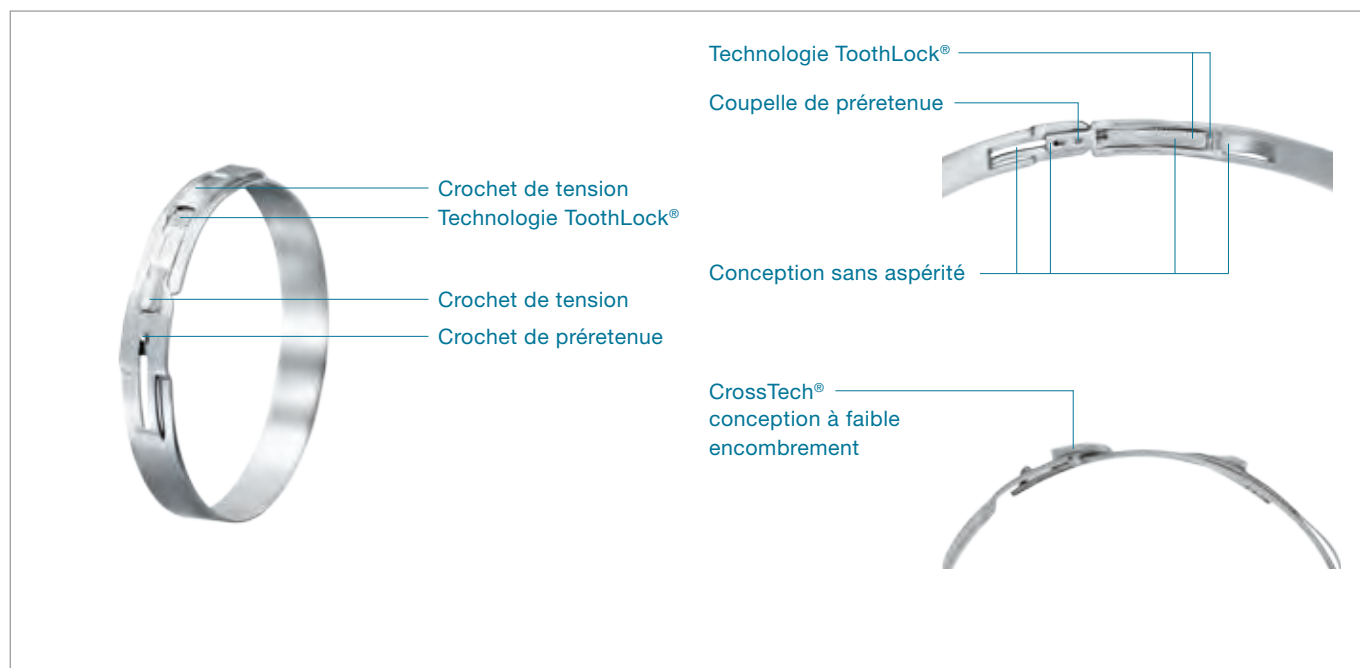 Crochet de tension
Technologie ToothLock®
Crochet de tension
Crochet de préretenue
Technologie ToothLock®
Coupelle de préretenue
Conception sans aspérité
CrossTech®
conception à faible
encombrement